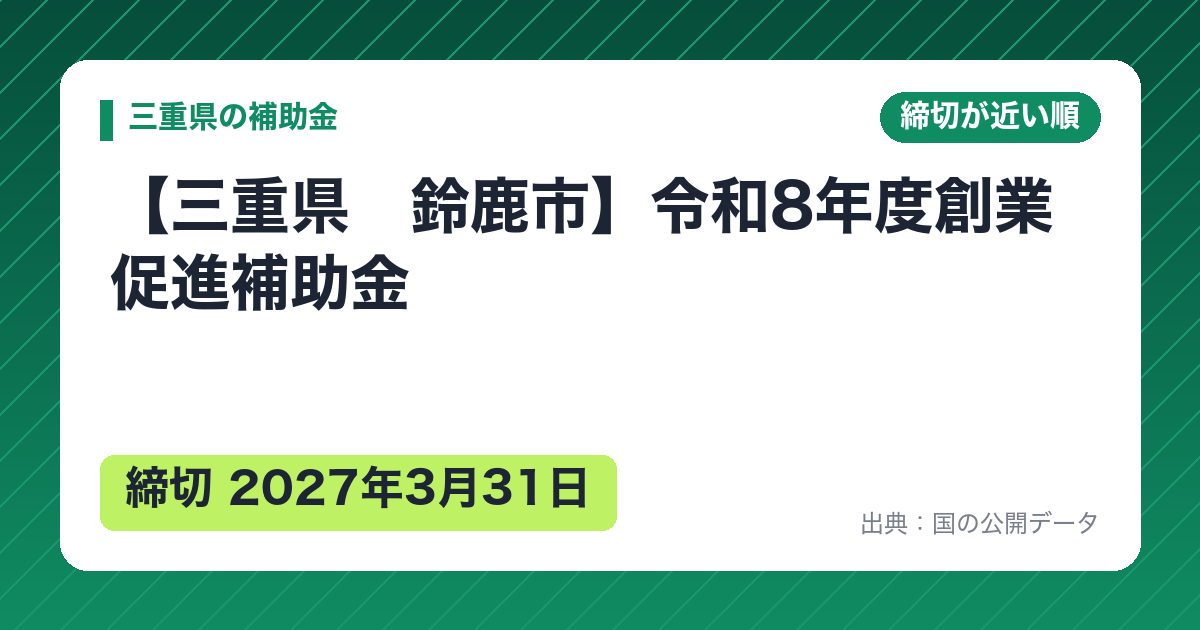 三重県の補助金
締切が近い順
【三重県　鈴鹿市】令和8年度創業
促進補助金
締切 2027年3月31日
出典：国の公開データ